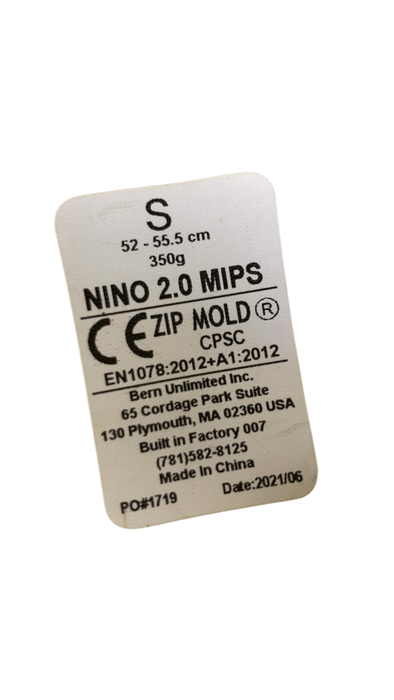 S
52 - 55.5 cm
350g
NINO 2.0 MIPS
CE ZIP MOLD ®
CPSC
EN1078:2012+A1:2012
Bern Unlimited Inc.
65 Cordage Park Suite
130 Plymouth, MA 02360 USA
Built in Factory 007
(781)582-8125
Made In China
PO#1719 Date:2021/06